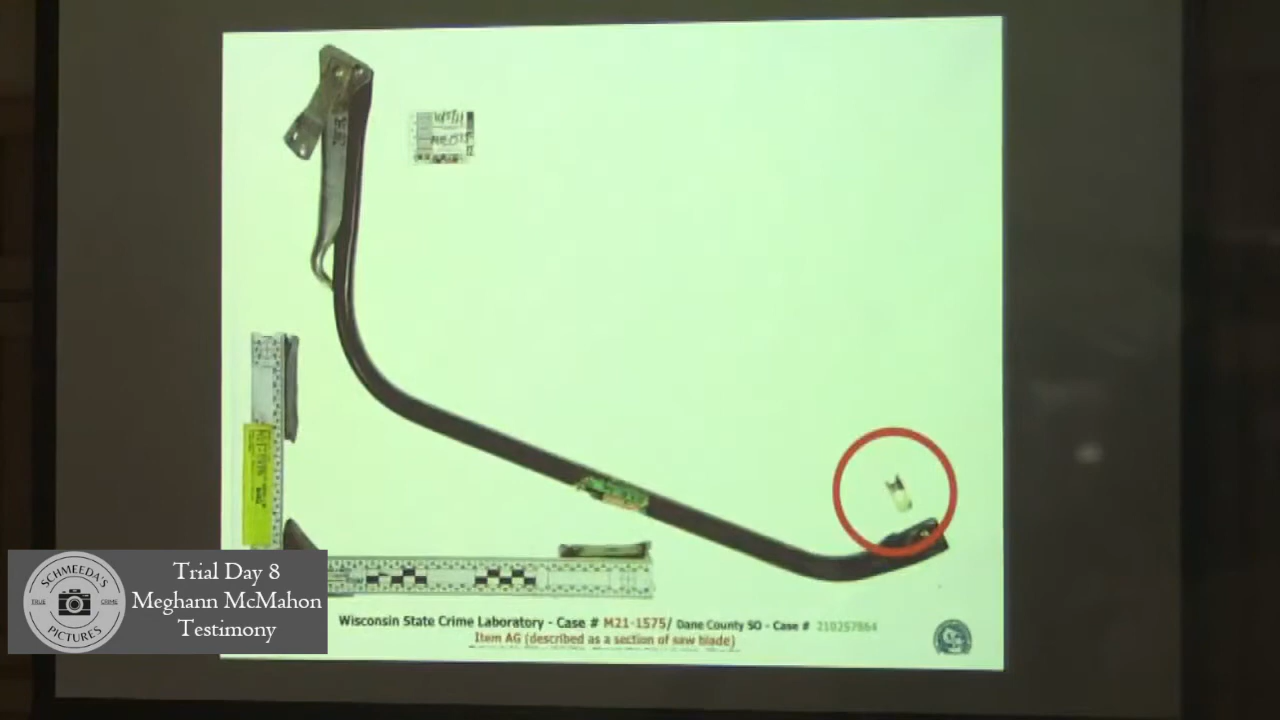 SCHMEEDA'S
TRUE
CRIME
PICTURES
Trial Day 8
Meghann McMahon
Testimony
Wisconsin State Crime Laboratory - Case # M21-1575/ Dane County SO - Case # 210257864
Item AG (described as a section of saw blade)